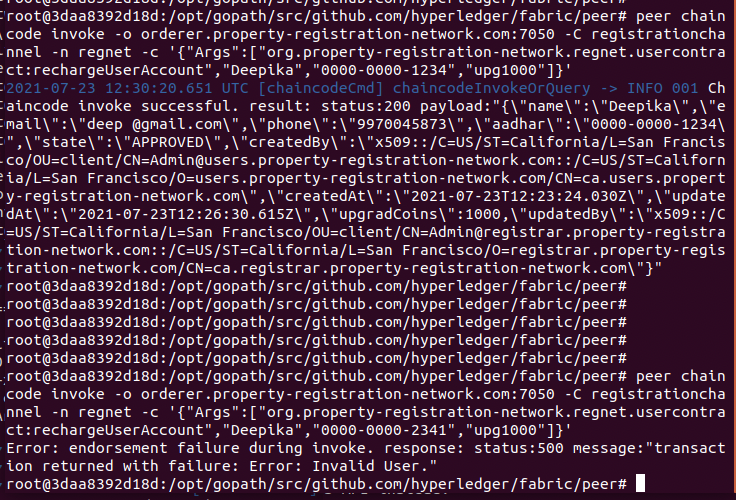 root@3daa8392d18d:/opt/gopath/src/github.com/hyperledger/fabric/peer# peer chain
code invoke -o orderer.property-registration-network.com:7050 -C registrationcha
nnel -n regnet -c '{"Args":["org.property-registration-network.regnet.usercontra
ct:rechargeUserAccount","Deepika","0000-0000-1234","upg1000"]}'
2021-07-23 12:30:20.651 UTC [chaincodeCmd] chaincodeInvokeOrQuery -> INFO 001 Ch
aincode invoke successful. result: status:200 payload:"{\"name\":\"Deepika\",\"e
mail\":\"deep @gmail.com\",\"phone\":\"9970045873\",\"aadhar\":\"0000-0000-1234\
",\"state\":\"APPROVED\",\"createdBy\":\"x509::/C=US/ST=California/L=San Francis
co/OU=client/CN=Admin@users.property-registration-network.com::/C=US/ST=Californ
ia/L=San Francisco/O=users.property-registration-network.com/CN=ca.users.propert
y-registration-network.com\",\"createdAt\":\"2021-07-23T12:23:24.030Z\",\"update
dAt\":\"2021-07-23T12:26:30.615Z\",\"upgradCoins\":1000,\"updatedBy\":\"x509::/C
=US/ST=California/L=San Francisco/OU=client/CN=Admin@registrar.property-registra
tion-network.com::/C=US/ST=California/L=San Francisco/O=registrar.property-regis
tration-network.com/CN=ca.registrar.property-registration-network.com\"}"
root@3daa8392d18d:/opt/gopath/src/github.com/hyperledger/fabric/peer#
root@3daa8392d18d:/opt/gopath/src/github.com/hyperledger/fabric/peer#
root@3daa8392d18d:/opt/gopath/src/github.com/hyperledger/fabric/peer#
root@3daa8392d18d:/opt/gopath/src/github.com/hyperledger/fabric/peer#
root@3daa8392d18d:/opt/gopath/src/github.com/hyperledger/fabric/peer#
root@3daa8392d18d:/opt/gopath/src/github.com/hyperledger/fabric/peer# peer chain
code invoke -o orderer.property-registration-network.com:7050 -C registrationcha
nnel -n regnet -c '{"Args":["org.property-registration-network.regnet.usercontra
ct:rechargeUserAccount","Deepika","0000-0000-2341","upg1000"]}'
Error: endorsement failure during invoke. response: status:500 message:"transact
ion returned with failure: Error: Invalid User."
root@3daa8392d18d:/opt/gopath/src/github.com/hyperledger/fabric/peer#